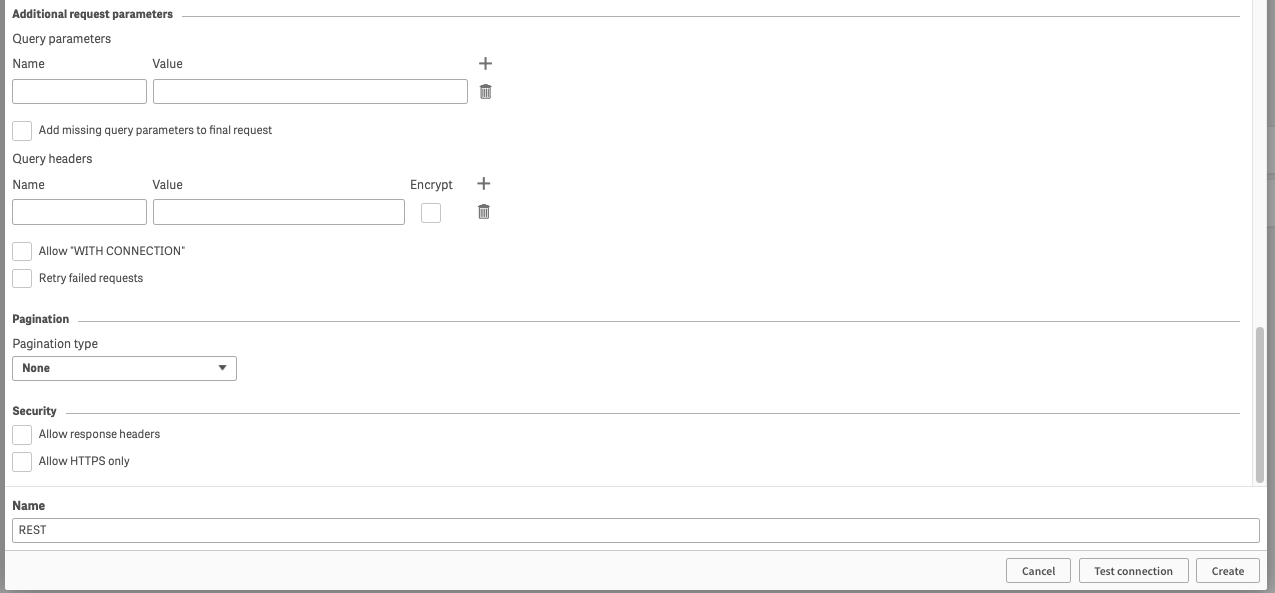 Additional request parameters
Query parameters
Name Value
Add missing query parameters to final request
Query headers
Name Value Encrypt
Allow "WITH CONNECTION"
Retry failed requests
Pagination
Pagination type
None
Security
Allow response headers
Allow HTTPS only
Name
REST
Cancel Test connection Create